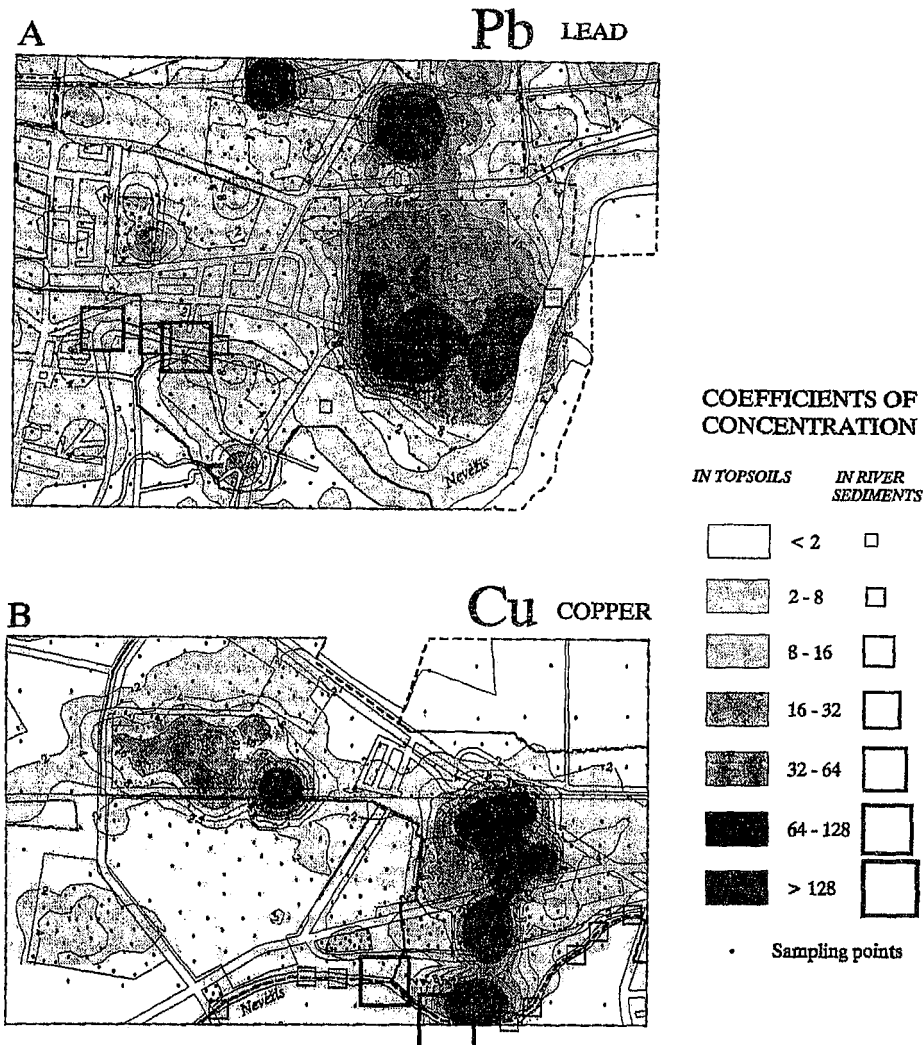 A
Pb LEAD
Nevėžis
COEFFICIENTS OF
CONCENTRATION
IN TOPSOILS
IN RIVER
SEDIMENTS
< 2
2 - 8
8 - 16
16 - 32
32 - 64
64 - 128
> 128
Sampling points
B
Cu COPPER
Nevėžis